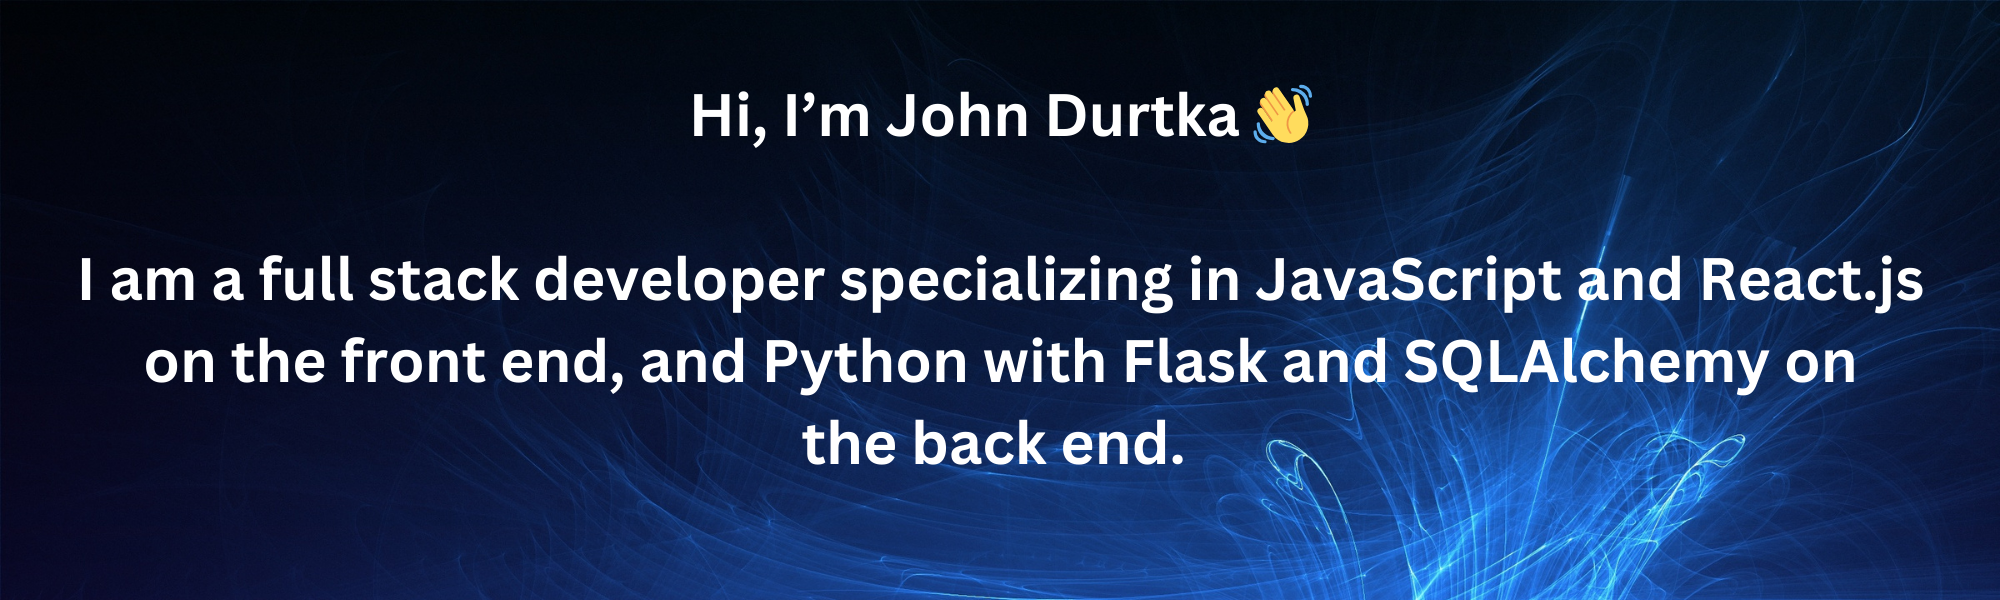 Hi, I’m John Durtka 👋
I am a full stack developer specializing in JavaScript and React.js
on the front end, and Python with Flask and SQLAlchemy on
the back end.